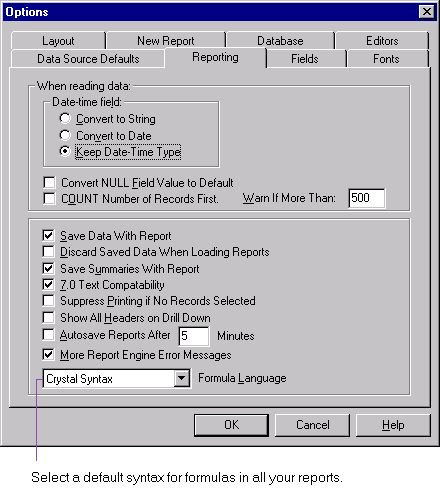 Options
Layout New Report Database Editors
Data Source Defaults Reporting Fields Fonts
When reading data:
Date-time field:
Convert to String
Convert to Date
Keep Date-Time Type
Convert NULL Field Value to Default
COUNT Number of Records First. Warn If More Than: 500
Save Data With Report
Discard Saved Data When Loading Reports
Save Summaries With Report
7.0 Text Compatability
Suppress Printing if No Records Selected
Show All Headers on Drill Down
Autosave Reports After 5 Minutes
More Report Engine Error Messages
Crystal Syntax Formula Language
OK Cancel Help
Select a default syntax for formulas in all your reports.